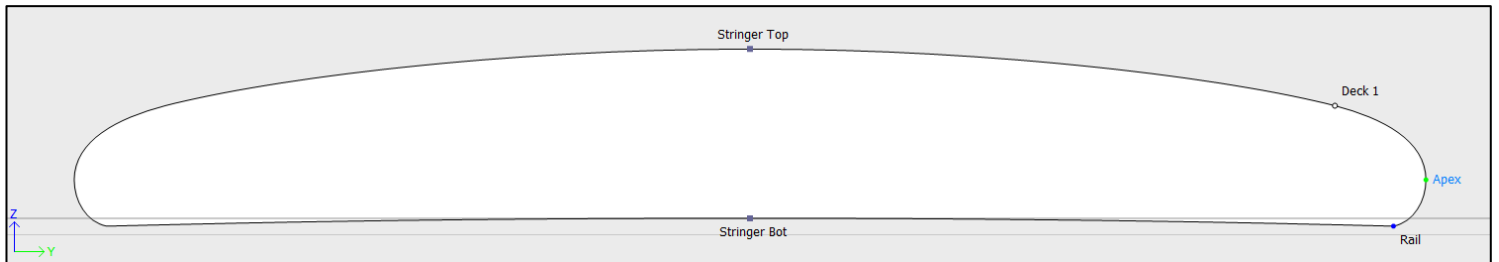 Stringer Top
Deck 1
Apex
Z
Stringer Bot
Rail
Y